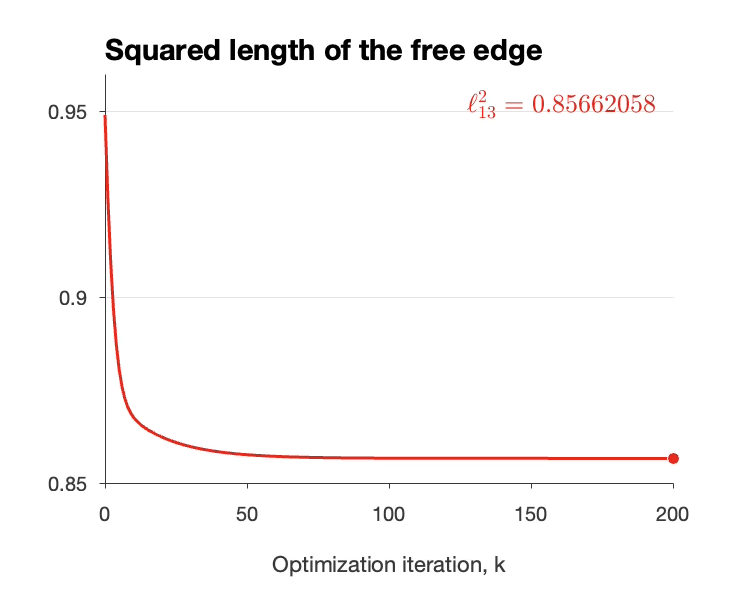 Squared length of the free edge
ℓ²₁₃ = 0.85662058
0.95
0.9
0.85
0 50 100 150 200
Optimization iteration, k